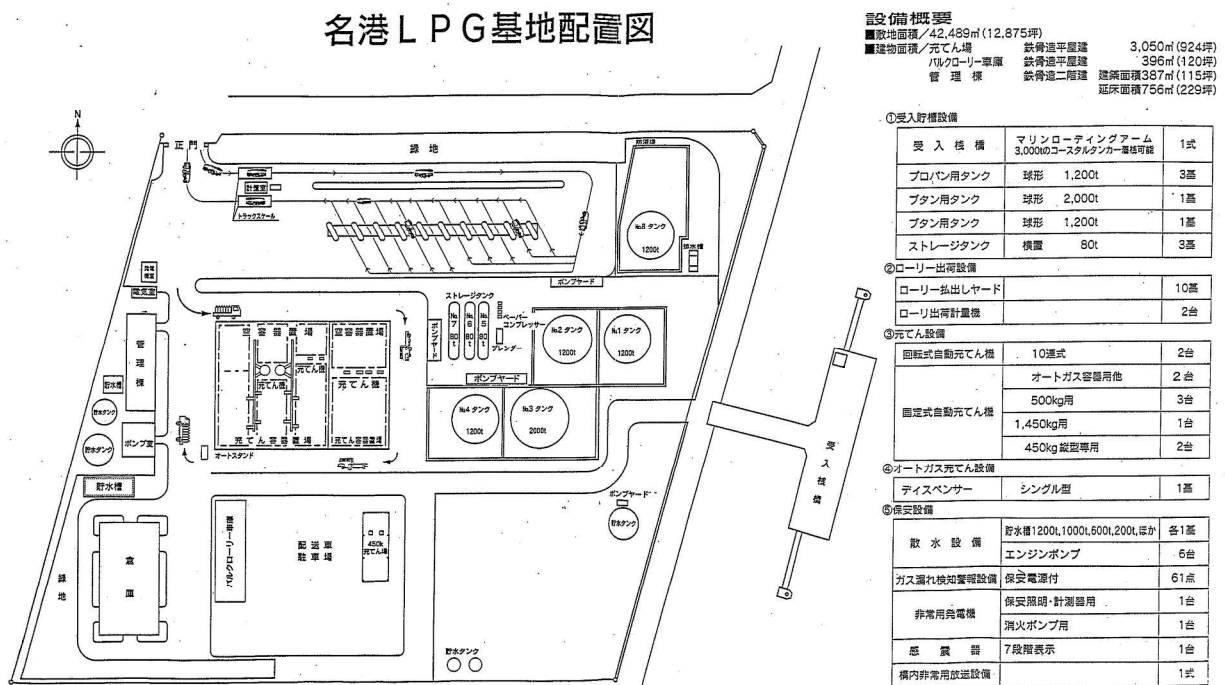 名港LPG基地配置図
設備概要
■敷地面積/42,489㎡(12,875坪)
■建物面積/充てん場 鉄骨造平屋建 3,050㎡(924坪)
バルクローリー車庫 鉄骨造平屋建 396㎡(120坪)
管理棟 鉄骨造二階建 建築面積387㎡(115坪)
延床面積756㎡(229坪)
①受入貯槽設備
受入桟橋 マリンローディングアーム 1式
3,000tのコースタルタンカー着桟可能
プロパン用タンク 球形 1,200t 3基
ブタン用タンク 球形 2,000t 1基
ブタン用タンク 球形 1,200t 1基
ストレージタンク 横置 80t 3基
②ローリー出荷設備
ローリー払出しヤード 10基
ローリ出荷計量機 2台
③充てん設備
回転式自動充てん機 10連式 2台
固定式自動充てん機 オートガス容器用他 2台
500kg用 3台
1,450kg用 1台
450kg縦型専用 2台
④オートガス充てん設備
ディスペンサー シングル型 1基
⑤保安設備
散水設備 貯水槽1200t,1000t,600t,200t,ほか 各1基
エンジンポンプ 6台
ガス漏れ検知警報設備 保安電源付 61点
非常用発電機 保安照明・計測器用 1台
消火ポンプ用 1台
感震器 7段階表示 1台
構内非常用放送設備 1式
N
正門
緑地
防液堤
計量室
トラックスケール
No.8 タンク
1200t
ポンプヤード
発電機室
電気室
管理棟
貯水槽
貯水タンク
貯水タンク
ポンプ室
貯水槽
空容器置場
空容器置場
充てん機
充てん機
充てん機
充てん容器置場
充てん容器置場
オートスタンド
ポンプヤード
ストレージタンク
No.7 80t
No.6 80t
No.5 80t
ベーパー
コンプレッサー
ブレンダー
No.2 タンク
1200t
No.1 タンク
1200t
ポンプヤード
No.4 タンク
1200t
No.3 タンク
2000t
受入桟橋
ポンプヤード
貯水タンク
倉庫
緑地
バルクローリー車庫
配送車
駐車場
450k
充てん場
貯水タンク